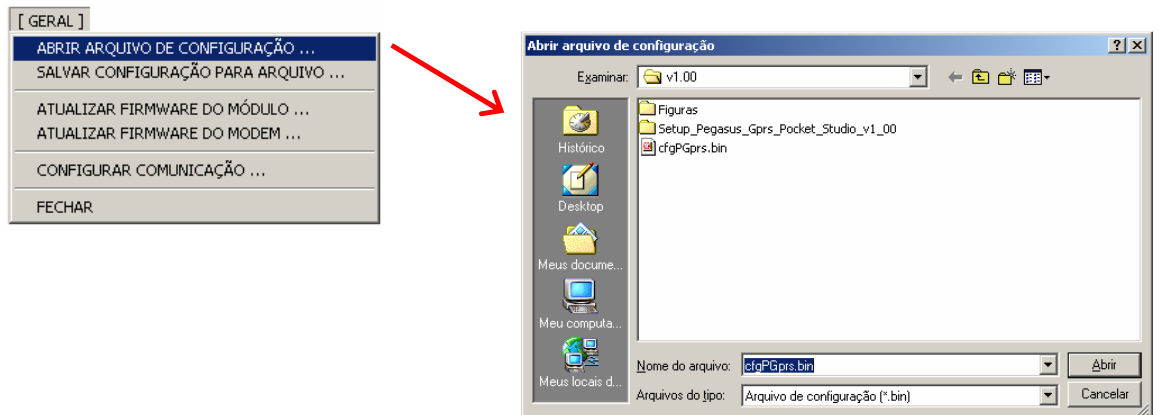 [ GERAL ]
ABRIR ARQUIVO DE CONFIGURAÇÃO ...
SALVAR CONFIGURAÇÃO PARA ARQUIVO ...
ATUALIZAR FIRMWARE DO MÓDULO ...
ATUALIZAR FIRMWARE DO MODEM ...
CONFIGURAR COMUNICAÇÃO ...
FECHAR
Abrir arquivo de configuração
Examinar: v1.00
Histórico
Desktop
Meus docume...
Meu computa...
Meus locais d...
Figuras
Setup_Pegasus_Gprs_Pocket_Studio_v1_00
cfgPGprs.bin
Nome do arquivo: cfgPGprs.bin Abrir
Arquivos do tipo: Arquivo de configuração (*.bin) Cancelar